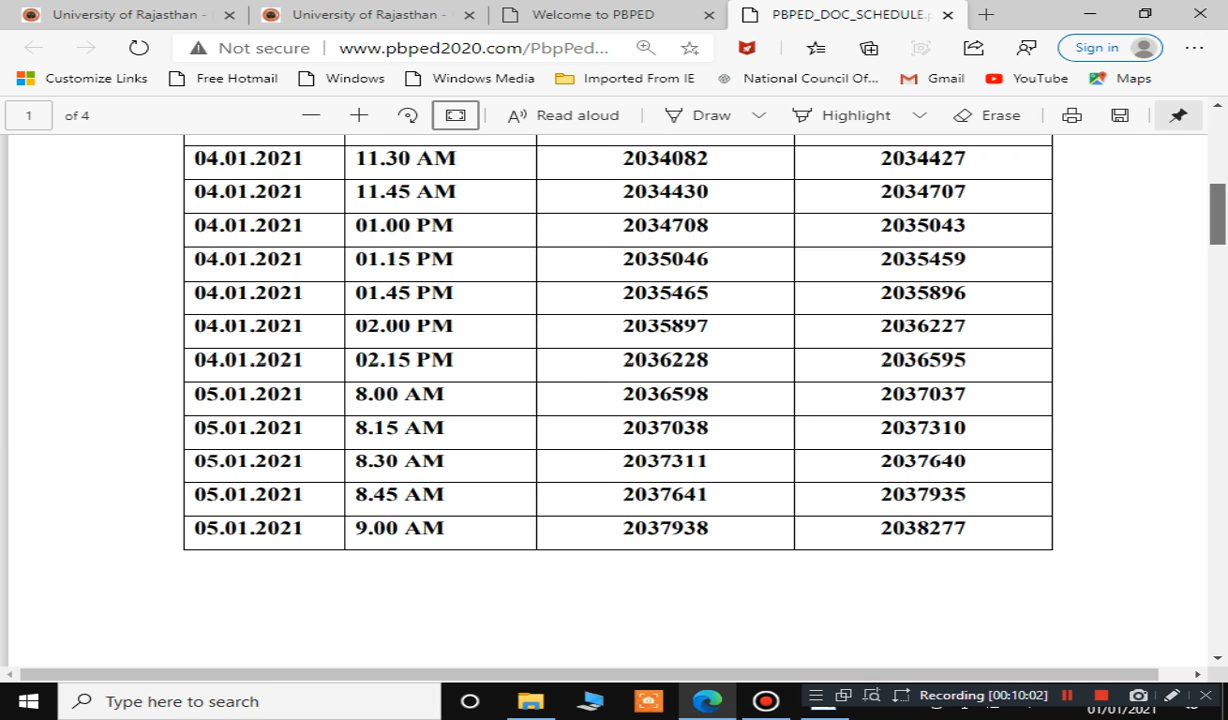 University of Rajasthan -
University of Rajasthan -
Welcome to PBPED
PBPED_DOC_SCHEDULE.
Not secure
www.pbped2020.com/PbpPed...
Sign in
Customize Links
Free Hotmail
Windows
Windows Media
Imported From IE
National Council Of...
Gmail
YouTube
Maps
1 of 4
Read aloud
Draw
Highlight
Erase
04.01.2021 11.30 AM 2034082 2034427
04.01.2021 11.45 AM 2034430 2034707
04.01.2021 01.00 PM 2034708 2035043
04.01.2021 01.15 PM 2035046 2035459
04.01.2021 01.45 PM 2035465 2035896
04.01.2021 02.00 PM 2035897 2036227
04.01.2021 02.15 PM 2036228 2036595
05.01.2021 8.00 AM 2036598 2037037
05.01.2021 8.15 AM 2037038 2037310
05.01.2021 8.30 AM 2037311 2037640
05.01.2021 8.45 AM 2037641 2037935
05.01.2021 9.00 AM 2037938 2038277
Type here to search
Recording [00:10:02]
01/01/2021